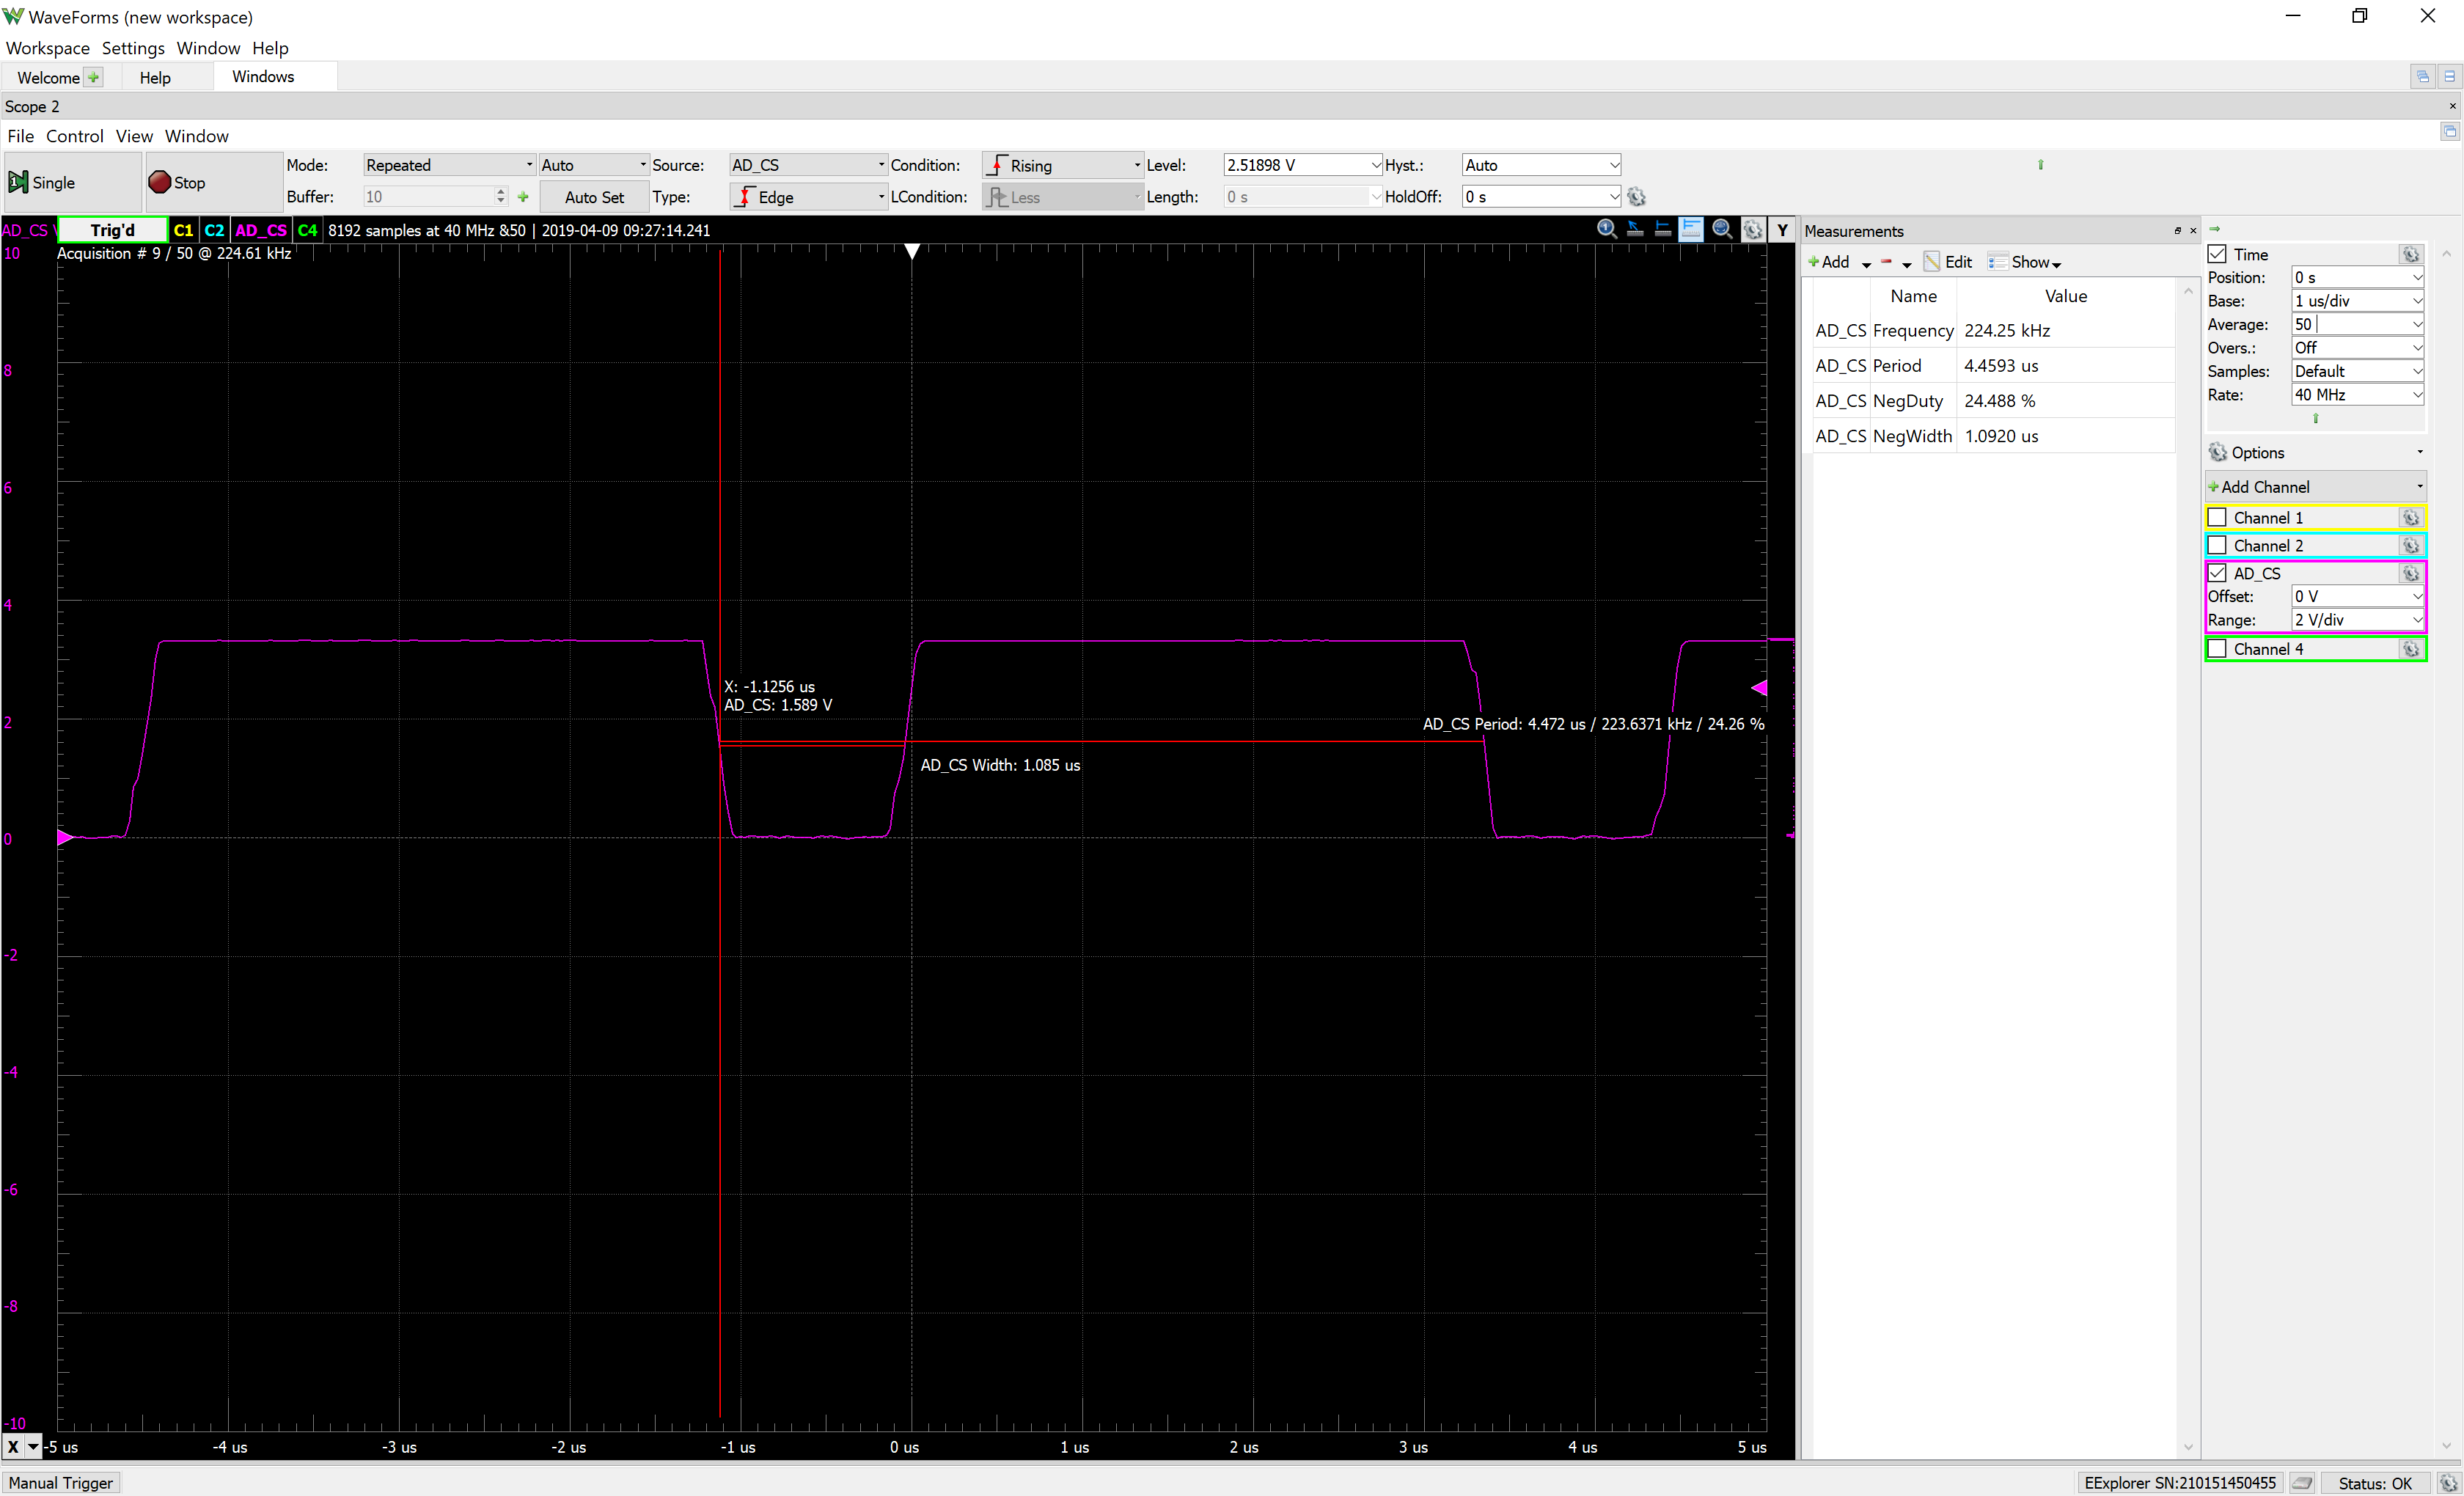 WaveForms (new workspace)
Workspace Settings Window Help
Welcome Help Windows
Scope 2
File Control View Window
Single Stop Mode: Repeated Auto Source: AD_CS Condition: Rising Level: 2.51898 V Hyst.: Auto
Buffer: 10 Auto Set Type: Edge LCondition: Less Length: 0 s HoldOff: 0 s
AD_CS Trig'd C1 C2 AD_CS C4 8192 samples at 40 MHz &50 | 2019-04-09 09:27:14.241 Y
Acquisition # 9 / 50 @ 224.61 kHz
10
8
6
4
2
0
-2
-4
-6
-8
-10
X: -1.1256 us
AD_CS: 1.589 V
AD_CS Period: 4.472 us / 223.6371 kHz / 24.26 %
AD_CS Width: 1.085 us
X -5 us -4 us -3 us -2 us -1 us 0 us 1 us 2 us 3 us 4 us 5 us
Measurements
Add Edit Show
Name Value
AD_CS Frequency 224.25 kHz
AD_CS Period 4.4593 us
AD_CS NegDuty 24.488 %
AD_CS NegWidth 1.0920 us
Time
Position: 0 s
Base: 1 us/div
Average: 50
Overs.: Off
Samples: Default
Rate: 40 MHz
Options
Add Channel
Channel 1
Channel 2
AD_CS
Offset: 0 V
Range: 2 V/div
Channel 4
Manual Trigger EExplorer SN:210151450455 Status: OK